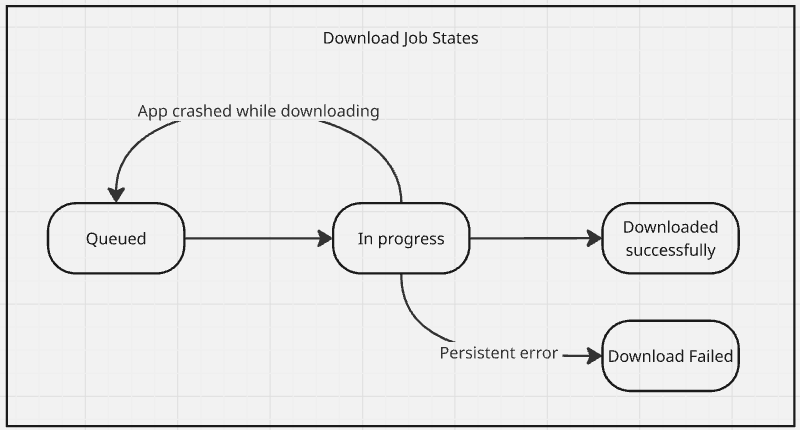 Download Job States
App crashed while downloading
Queued
In progress
Downloaded
successfully
Persistent error
Download Failed